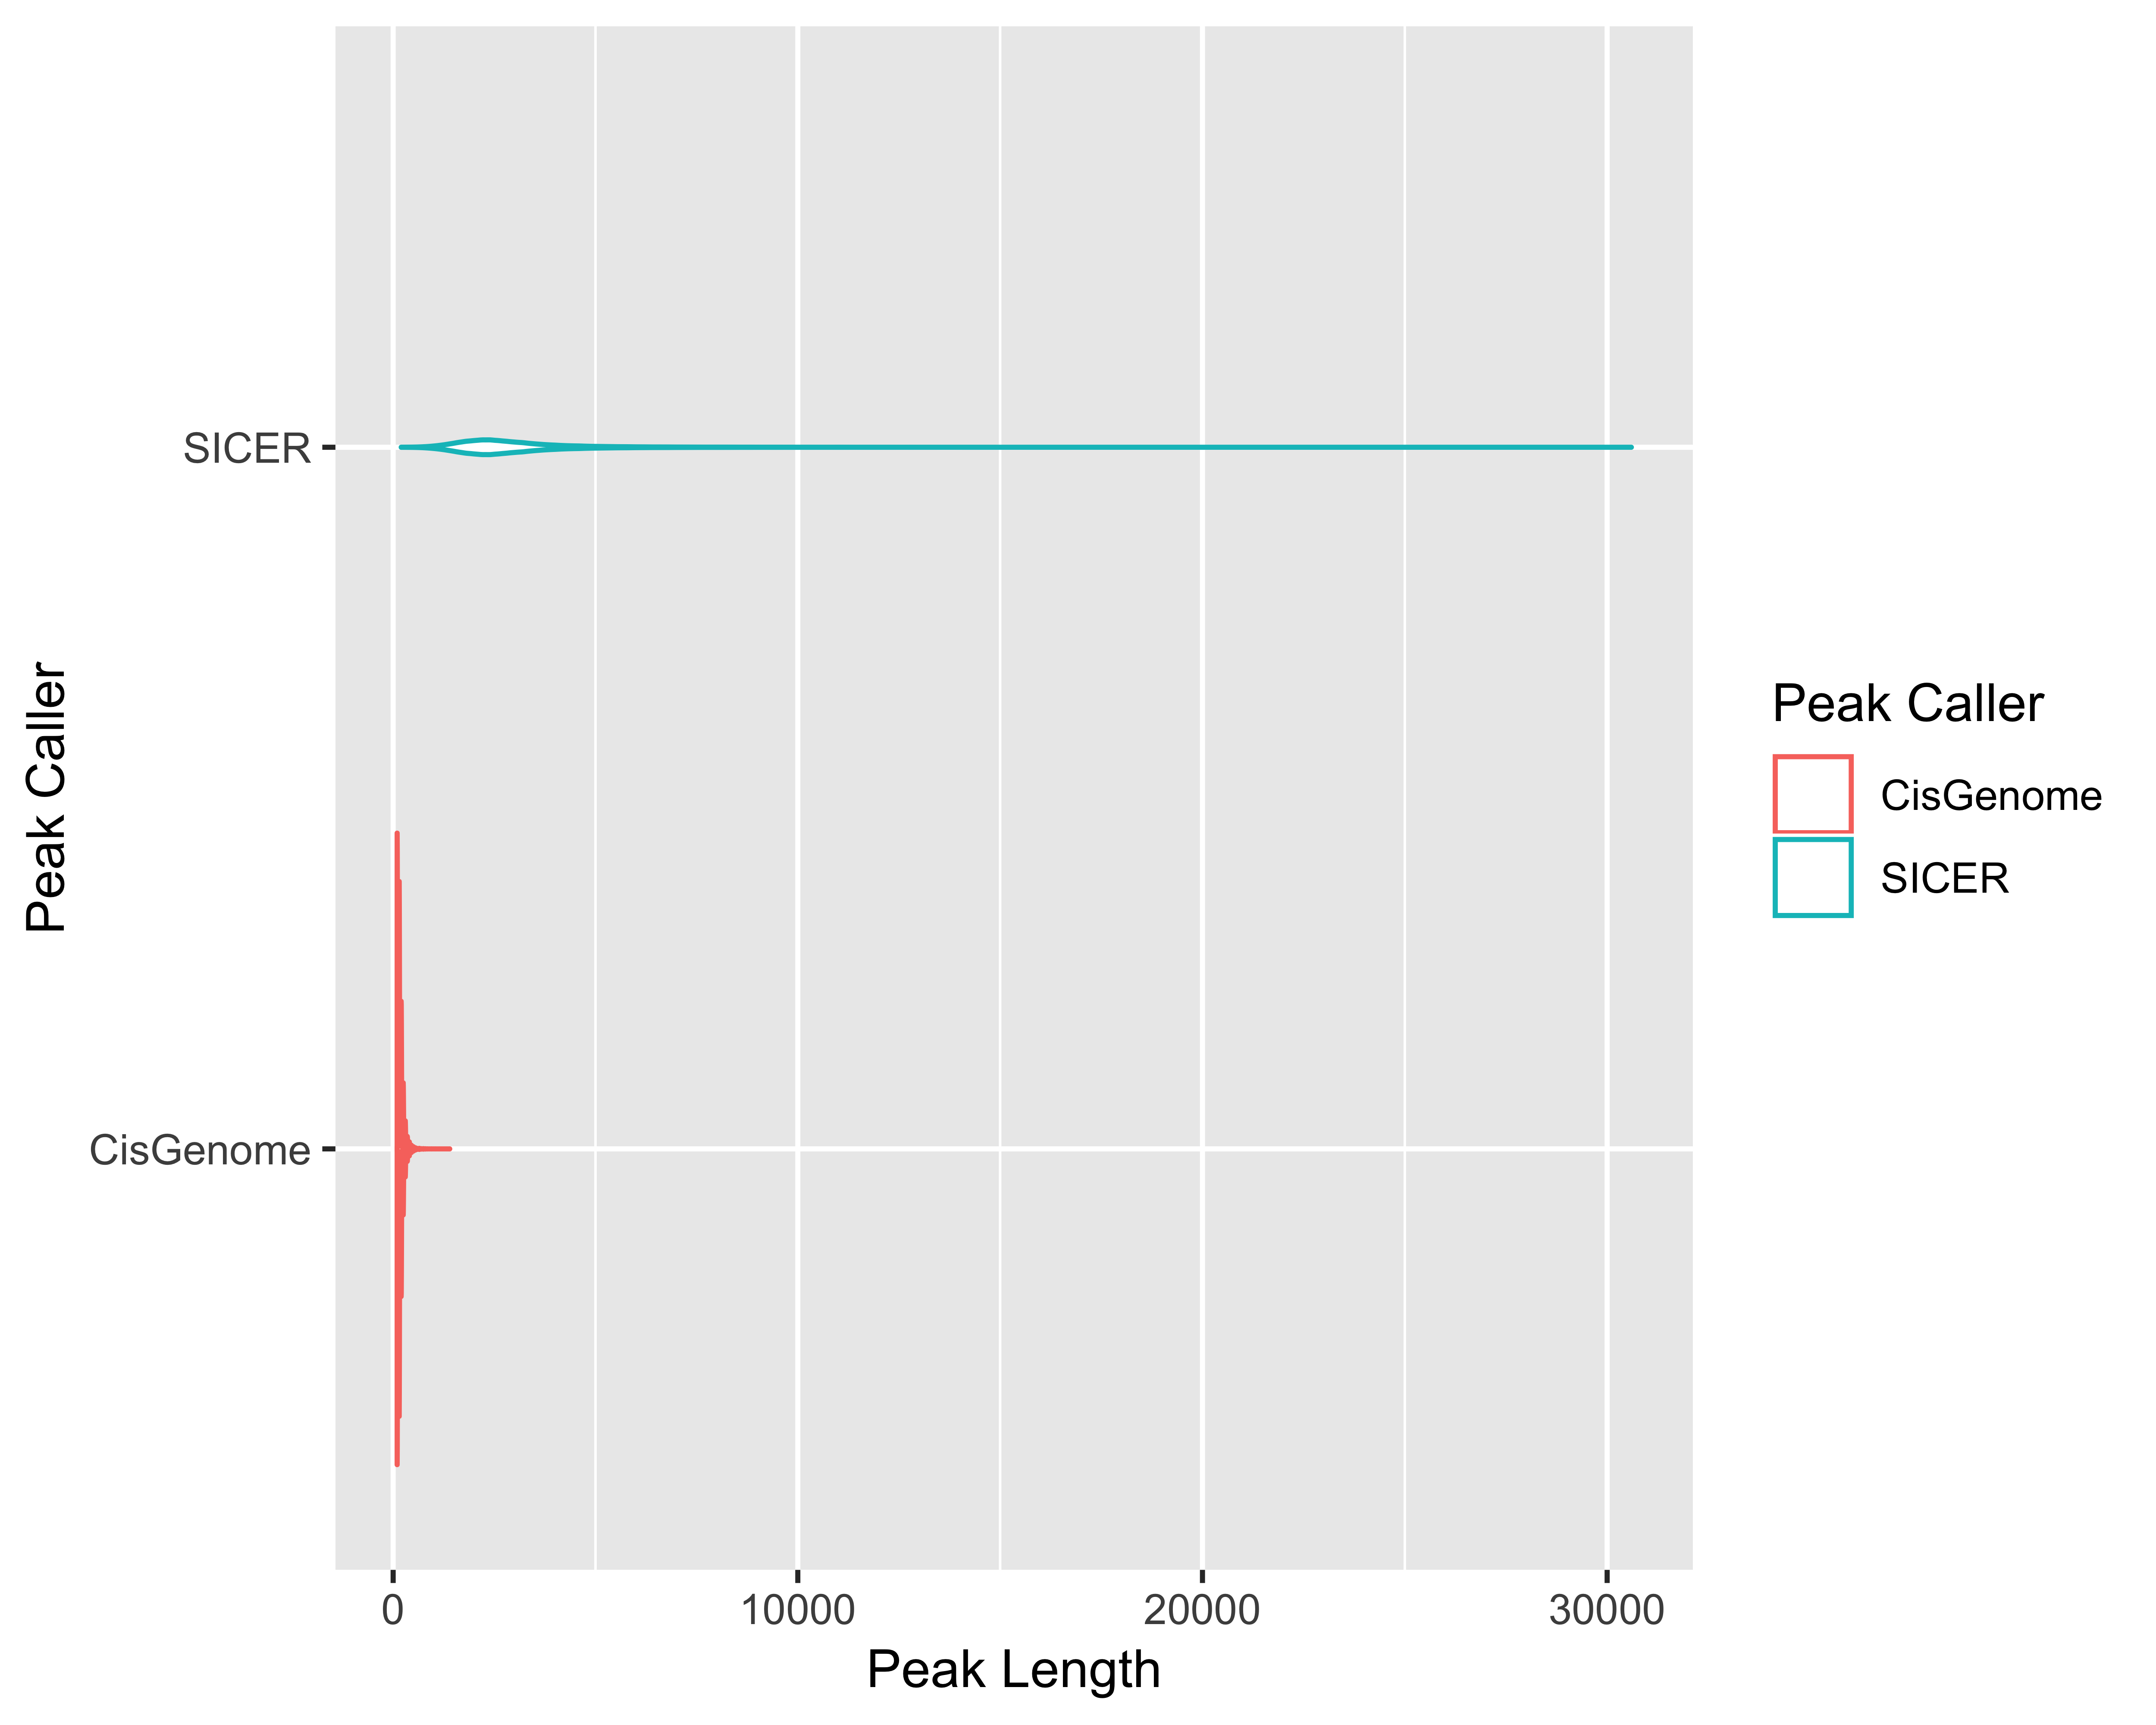 Peak Caller
SICER
CisGenome
0 10000 20000 30000
Peak Length
Peak Caller
CisGenome
SICER